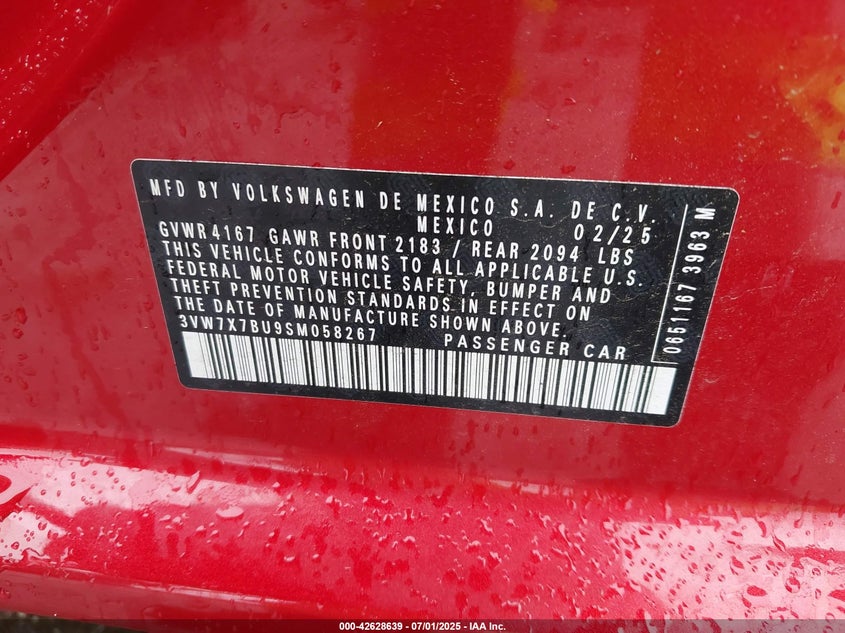 MFD BY VOLKSWAGEN DE MEXICO S.A. DE C.V.
MEXICO 02/25
GVWR 4167 GAWR FRONT 2183 / REAR 2094 LBS
THIS VEHICLE CONFORMS TO ALL APPLICABLE U.S.
FEDERAL MOTOR VEHICLE SAFETY, BUMPER AND
THEFT PREVENTION STANDARDS IN EFFECT ON
THE DATE OF MANUFACTURE SHOWN ABOVE.
3VW7X7BU9SM058267 PASSENGER CAR
0651167 3963 M
000-42628639 / 07/01/2025 - IAA Inc.